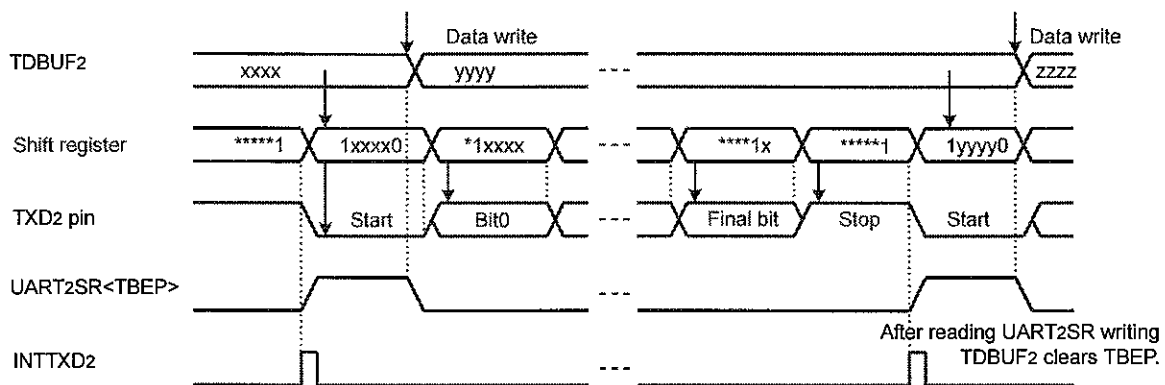 Data write Data write
TDBUF2 xxxx yyyy zzzz
Shift register *****1 1xxxx0 *1xxxx ****1x *****1 1yyyy0
TXD2 pin Start Bit0 Final bit Stop Start
UART2SR<TBEP>
After reading UART2SR writing
TDBUF2 clears TBEP.
INTTXD2